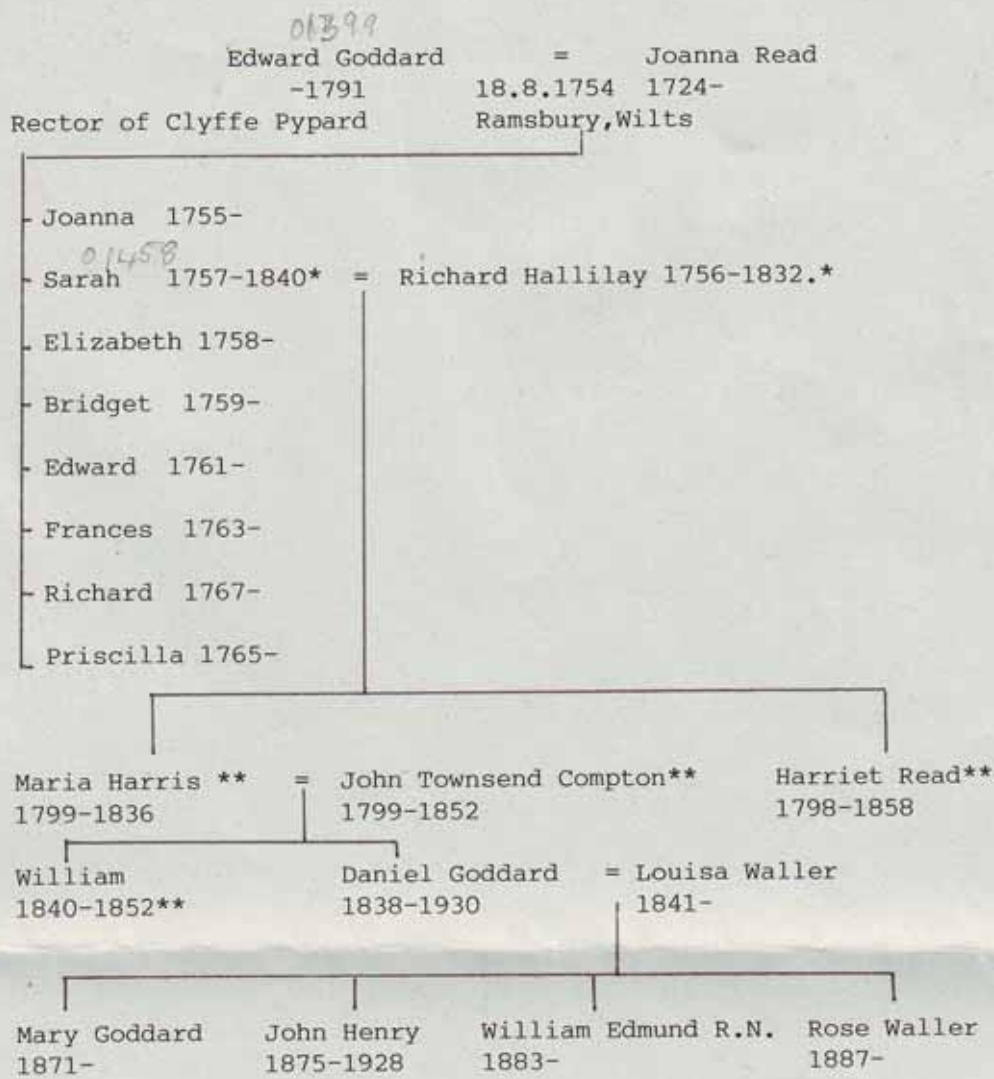 01399
Edward Goddard = Joanna Read
-1791 18.8.1754 1724-
Rector of Clyffe Pypard Ramsbury,Wilts
Joanna 1755-
01458
Sarah 1757-1840* = Richard Hallilay 1756-1832.*
Elizabeth 1758-
Bridget 1759-
Edward 1761-
Frances 1763-
Richard 1767-
Priscilla 1765-
Maria Harris ** = John Townsend Compton** Harriet Read**
1799-1836 1799-1852 1798-1858
William Daniel Goddard = Louisa Waller
1840-1852** 1838-1930 1841-
Mary Goddard John Henry William Edmund R.N. Rose Waller
1871- 1875-1928 1883- 1887-